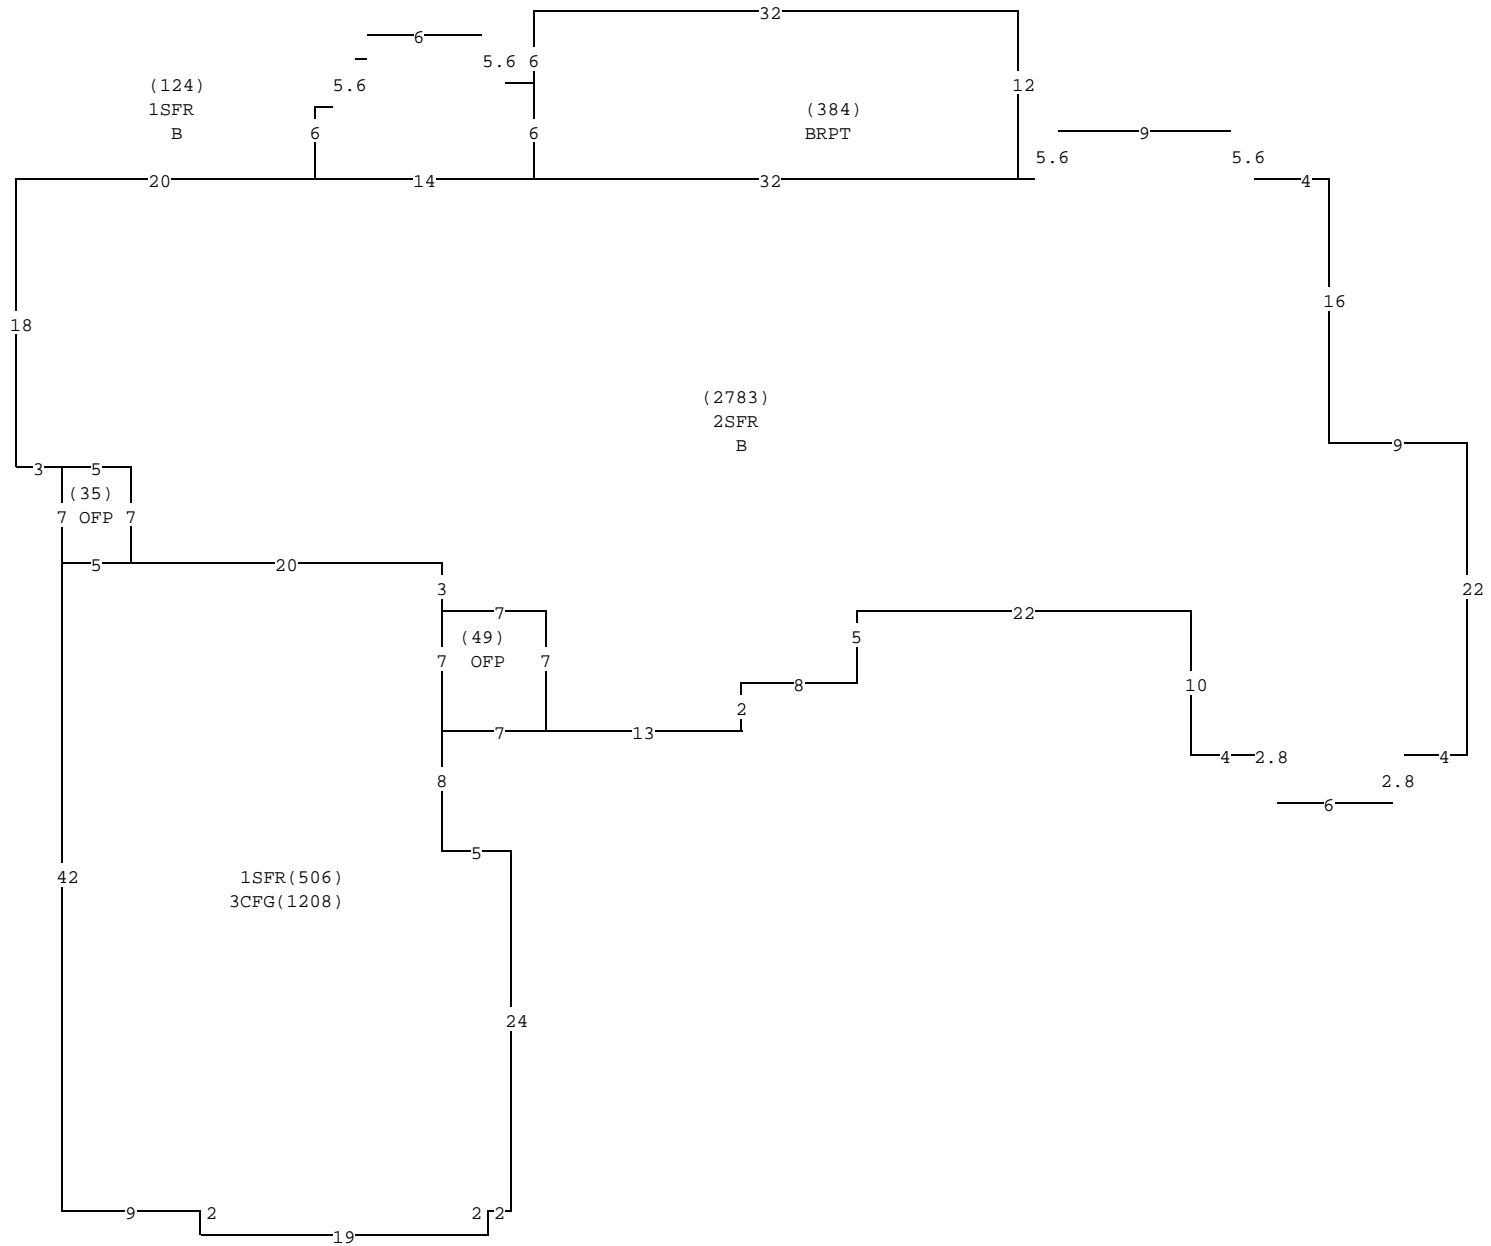 32
6
5.6 6
(124) 5.6 12
1SFR (384)
B 6 6 BRPT 9
5.6 5.6
20 14 32 4
16
18
(2783)
2SFR
B 9
3 5
(35)
7 OFP 7
5 20
3 22
7 22
(49) 5
7 OFP 7
8 10
2
7 13
4 2.8 4
8 2.8
6
5
42 1SFR(506)
3CFG(1208)
24
9 2 2 2
19